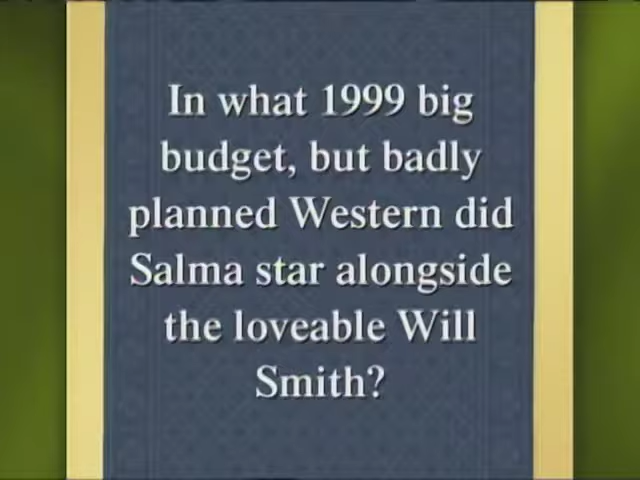 In what 1999 big
budget, but badly
planned Western did
Salma star alongside
the loveable Will
Smith?